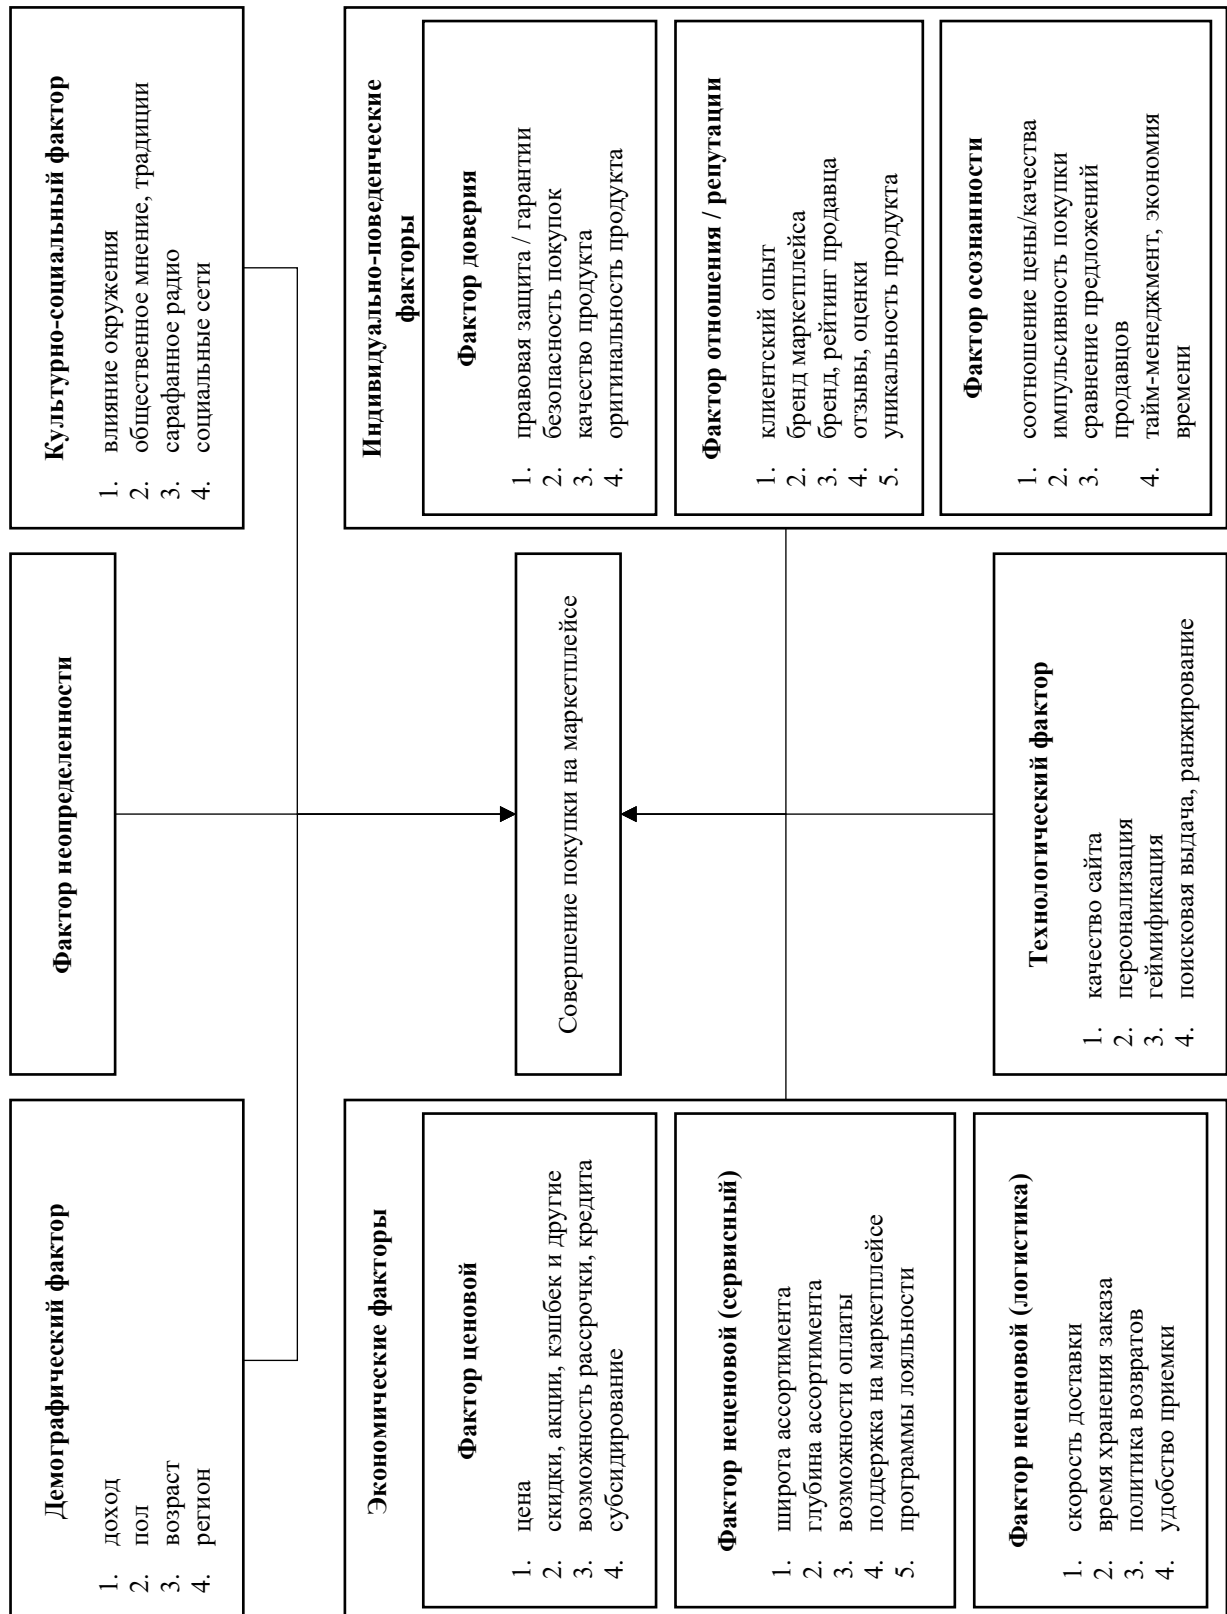 Демографический фактор
1. доход
2. пол
3. возраст
4. регион
Фактор неопределенности
Культурно-социальный фактор
1. влияние окружения
2. общественное мнение, традиции
3. сарафанное радио
4. социальные сети
Экономические факторы
Фактор ценовой
1. цена
2. скидки, акции, кэшбек и другие
3. возможность рассрочки, кредита
4. субсидирование
Фактор неценовой (сервисный)
1. широта ассортимента
2. глубина ассортимента
3. возможности оплаты
4. поддержка на маркетплейсе
5. программы лояльности
Фактор неценовой (логистика)
1. скорость доставки
2. время хранения заказа
3. политика возвратов
4. удобство приемки
Совершение покупки на маркетплейсе
Технологический фактор
1. качество сайта
2. персонализация
3. геймификация
4. поисковая выдача, ранжирование
Индивидуально-поведенческие
факторы
Фактор доверия
1. правовая защита / гарантии
2. безопасность покупок
3. качество продукта
4. оригинальность продукта
Фактор отношения / репутации
1. клиентский опыт
2. бренд маркетплейса
3. бренд, рейтинг продавца
4. отзывы, оценки
5. уникальность продукта
Фактор осознанности
1. соотношение цены/качества
2. импульсивность покупки
3. сравнение предложений
продавцов
4. тайм-менеджмент, экономия
времени